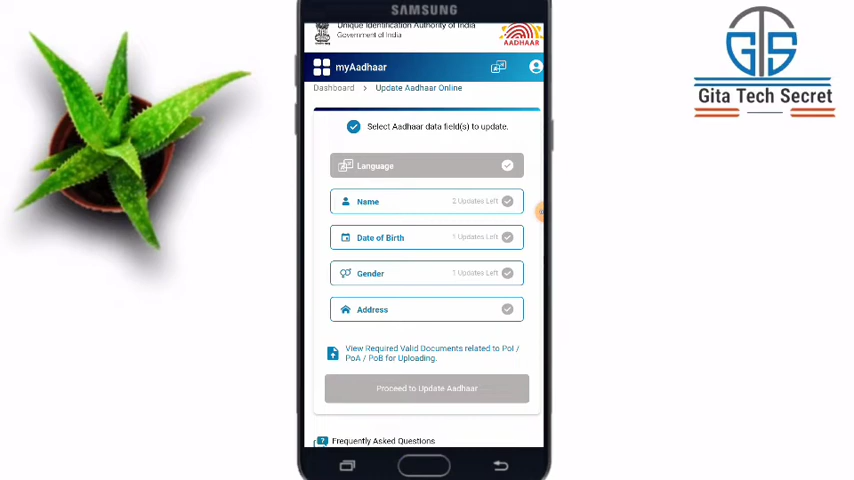 SAMSUNG
Unique Identification Authority of India
Government of India
AADHAAR
myAadhaar
Dashboard > Update Aadhaar Online
Select Aadhaar data field(s) to update.
Language
Name 2 Updates Left
Date of Birth 1 Updates Left
Gender 1 Updates Left
Address
View Required Valid Documents related to PoI /
PoA / PoB for Uploading.
Proceed to Update Aadhaar
Frequently Asked Questions
GTS
Gita Tech Secret